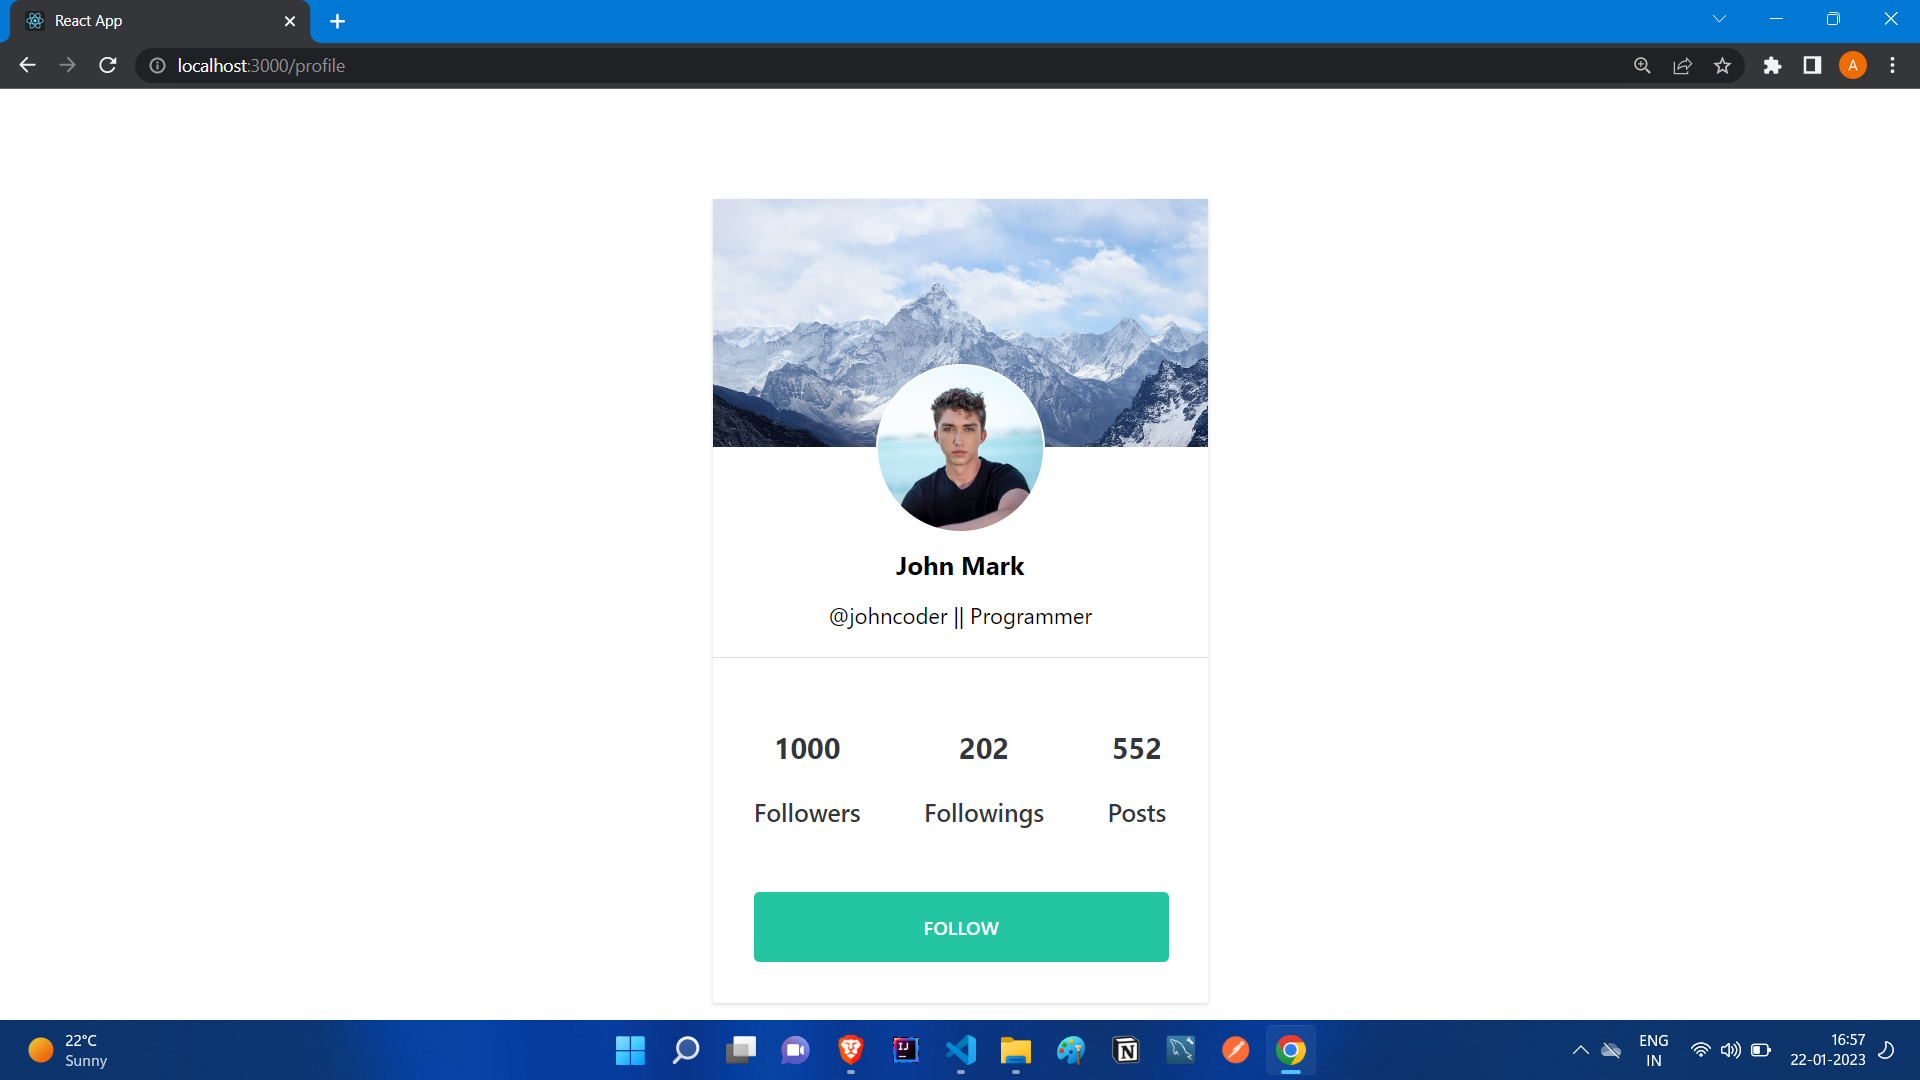 React App
localhost:3000/profile
A
John Mark
@johncoder || Programmer
1000 202 552
Followers Followings Posts
FOLLOW
22°C
Sunny
IJ
N
ENG
IN
16:57
22-01-2023